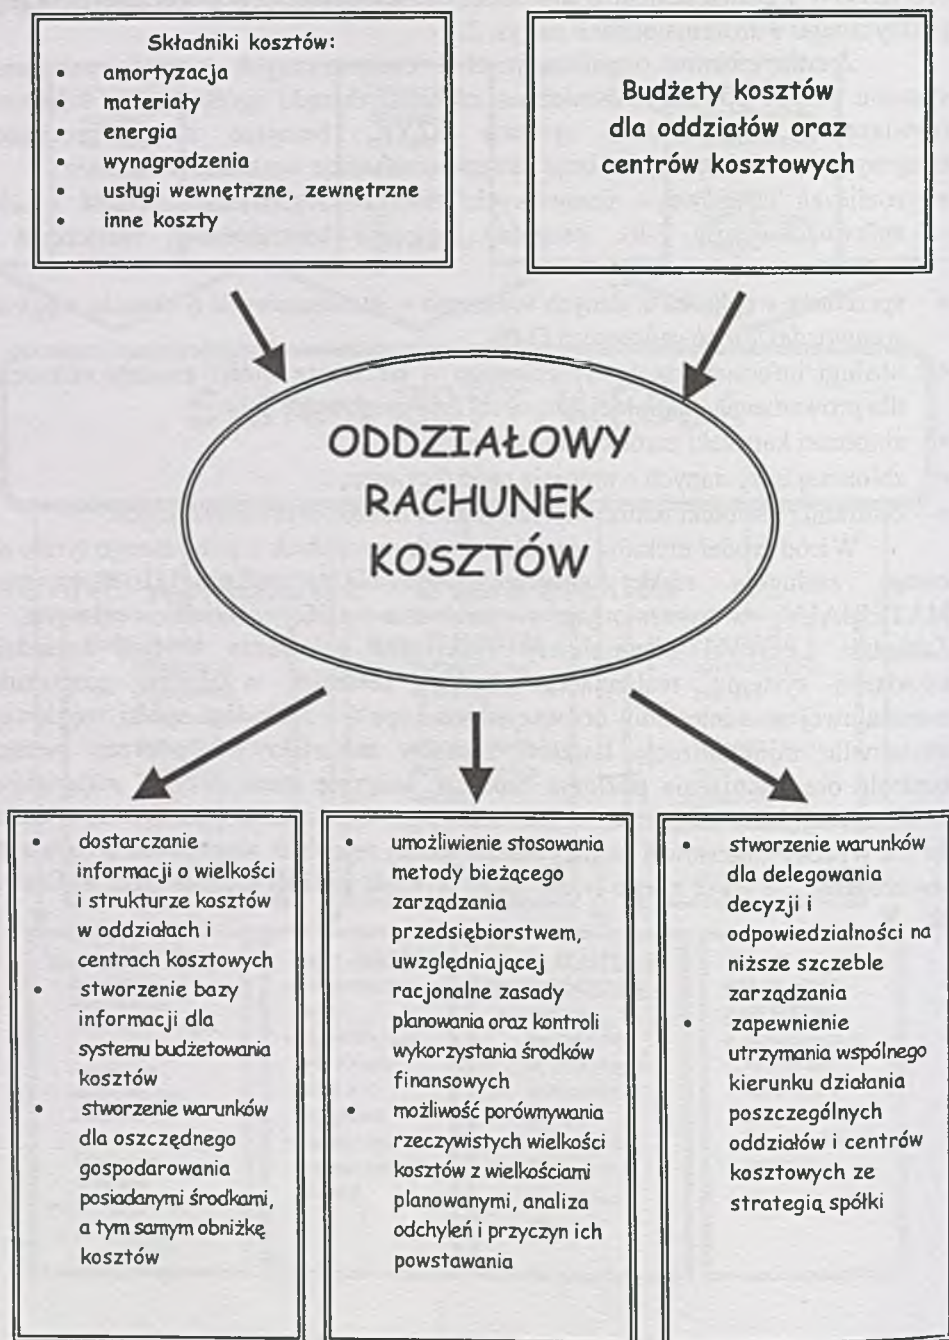 Składniki kosztów:
• amortyzacja
• materiały
• energia
• wynagrodzenia
• usługi wewnętrzne, zewnętrzne
• inne koszty
Budżety kosztów
dla oddziałów oraz
centrów kosztowych
ODDZIAŁOWY
RACHUNEK
KOSZTÓW
• dostarczanie
informacji o wielkości
i strukturze kosztów
w oddziałach i
centrach kosztowych
• stworzenie bazy
informacji dla
systemu budżetowania
kosztów
• stworzenie warunków
dla oszczędnego
gospodarowania
posiadanymi środkami,
a tym samym obniżkę
kosztów
• umożliwienie stosowania
metody bieżącego
zarządzania
przedsiębiorstwem,
uwzględniającej
racjonalne zasady
planowania oraz kontroli
wykorzystania środków
finansowych
• możliwość porównywania
rzeczywistych wielkości
kosztów z wielkościami
planowanymi, analiza
odchyleń i przyczyn ich
powstawania
• stworzenie warunków
dla delegowania
decyzji i
odpowiedzialności na
niższe szczeble
zarządzania
• zapewnienie
utrzymania wspólnego
kierunku działania
poszczególnych
oddziałów i centrów
kosztowych ze
strategią spółki